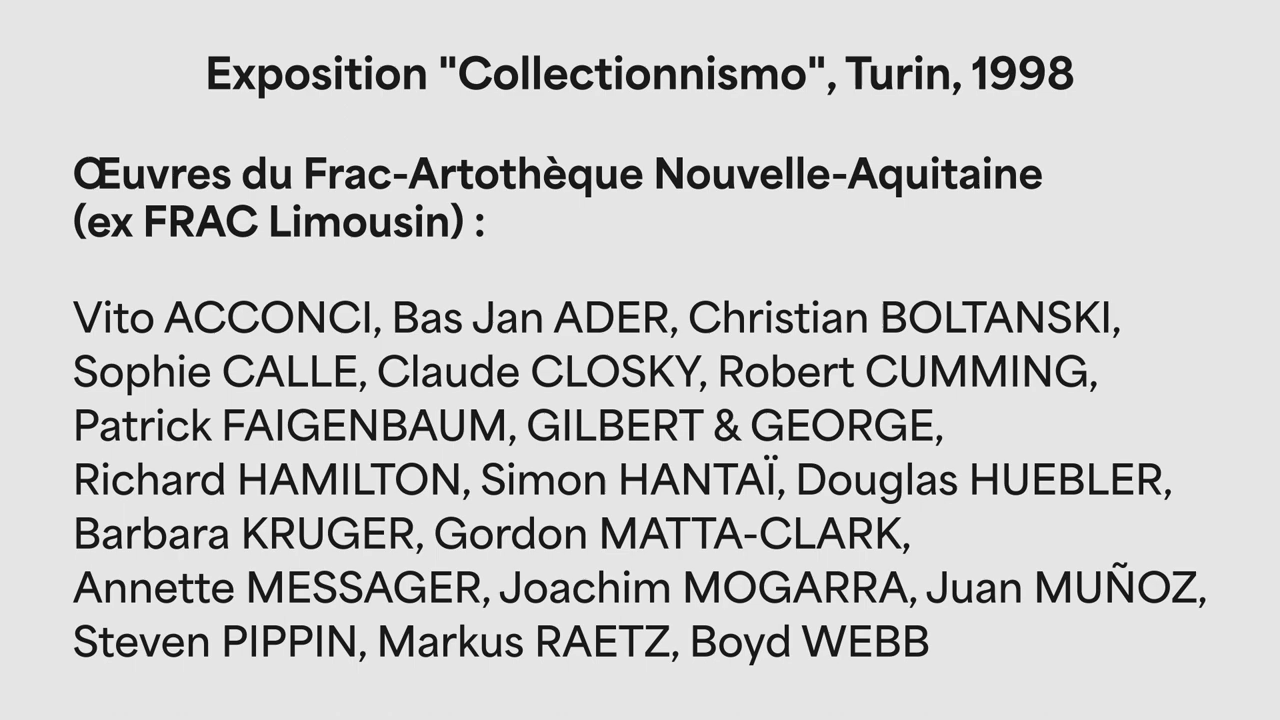 Exposition "Collectionnismo", Turin, 1998
Œuvres du Frac-Artothèque Nouvelle-Aquitaine
(ex FRAC Limousin) :
Vito ACCONCI, Bas Jan ADER, Christian BOLTANSKI,
Sophie CALLE, Claude CLOSKY, Robert CUMMING,
Patrick FAIGENBAUM, GILBERT & GEORGE,
Richard HAMILTON, Simon HANTAÏ, Douglas HUEBLER,
Barbara KRUGER, Gordon MATTA-CLARK,
Annette MESSAGER, Joachim MOGARRA, Juan MUÑOZ,
Steven PIPPIN, Markus RAETZ, Boyd WEBB